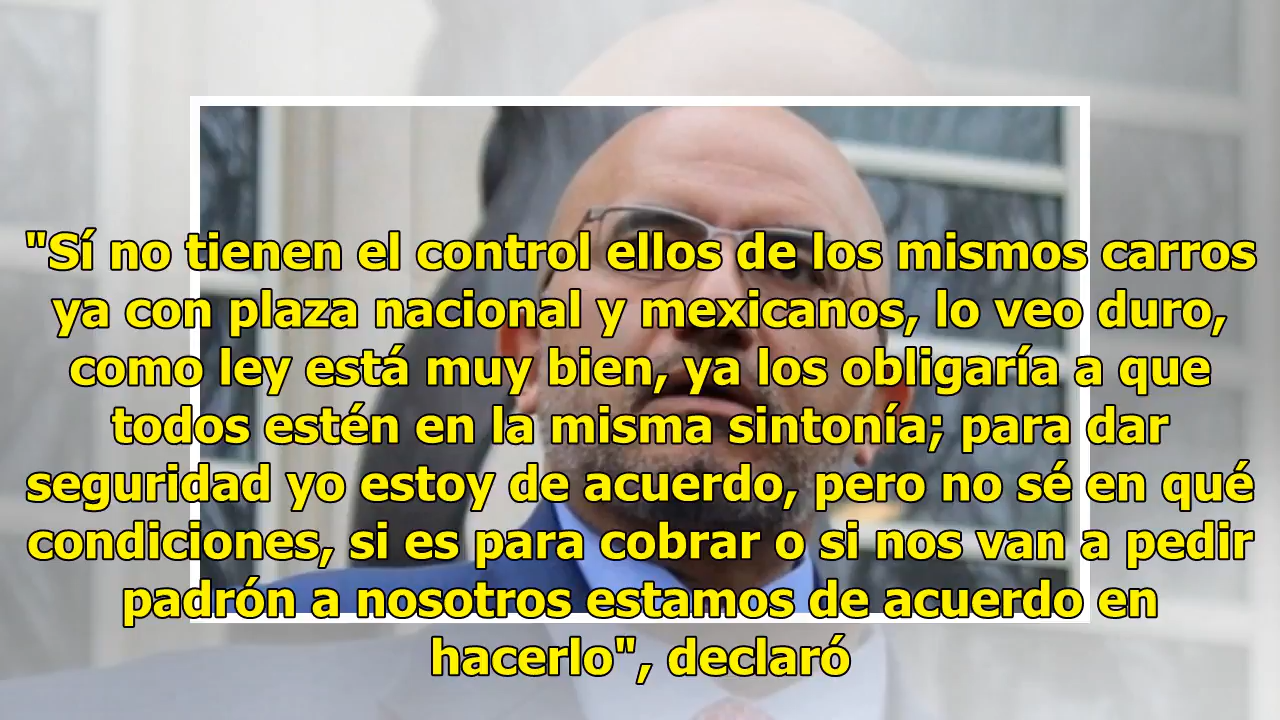 "Sí no tienen el control ellos de los mismos carros
ya con plaza nacional y mexicanos, lo veo duro,
como ley está muy bien, ya los obligaría a que
todos estén en la misma sintonía; para dar
seguridad yo estoy de acuerdo, pero no sé en qué
condiciones, si es para cobrar o si nos van a pedir
padrón a nosotros estamos de acuerdo en
hacerlo", declaró